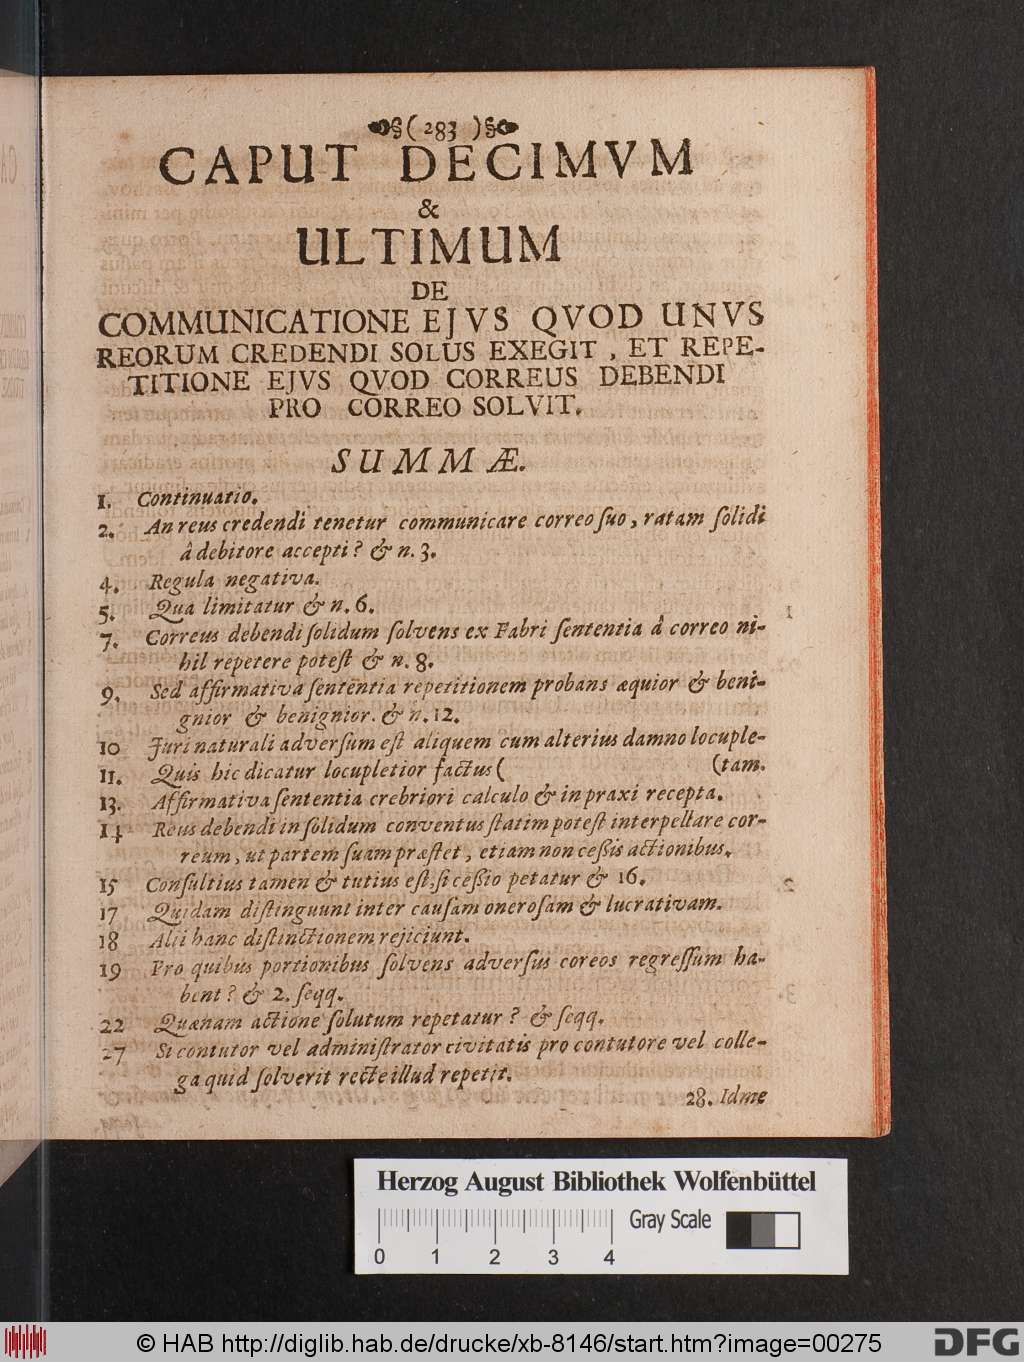 ( 283 )
CAPUT DECIMVM
&
ULTIMUM
DE
COMMUNICATIONE EJVS QVOD UNVS
REORUM CREDENDI SOLUS EXEGIT, ET REPE-
TITIONE EJVS QVOD CORREUS DEBENDI
PRO CORREO SOLVIT.
SUMMÆ.
1. Continuatio.
2. An reus credendi tenetur communicare correo suo, ratam solidi
â debitore accepti? & n. 3.
4. Regula negativa.
5. Qua limitatur & n. 6.
7. Correus debendi solidum solvens ex Fabri sententia â correo ni-
hil repetere potest & n. 8.
9. Sed affirmativa sententia repetitionem probans æquior & beni-
gnior & benignior. & n. 12.
10 Juri naturali adversum est aliquem cum alterius damno locuple-
11. Quis hic dicatur locupletior factus ( (tam.
13. Affirmativa sententia crebriori calculo & in praxi recepta.
14 Reus debendi in solidum conventus statim potest interpellare cor-
reum, ut partem suam præstet, etiam non cessis actionibus.
15 Consultius tamen & tutius est, si cessio petatur & 16.
17 Quidam distinguunt inter causam onerosam & lucrativam.
18 Alii hanc distinctionem rejiciunt.
19 Pro quibus portionibus solvens adversus coreos regressum ha-
bent? & 2. seqq.
22 Quænam actione solutum repetatur? & seqq.
27 Si contutor vel administrator civitatis pro contutore vel colle-
ga quid solverit recte illud repetit.
28. Idme
Herzog August Bibliothek Wolfenbüttel
Gray Scale
0 1 2 3 4
© HAB http://diglib.hab.de/drucke/xb-8146/start.htm?image=00275
DFG